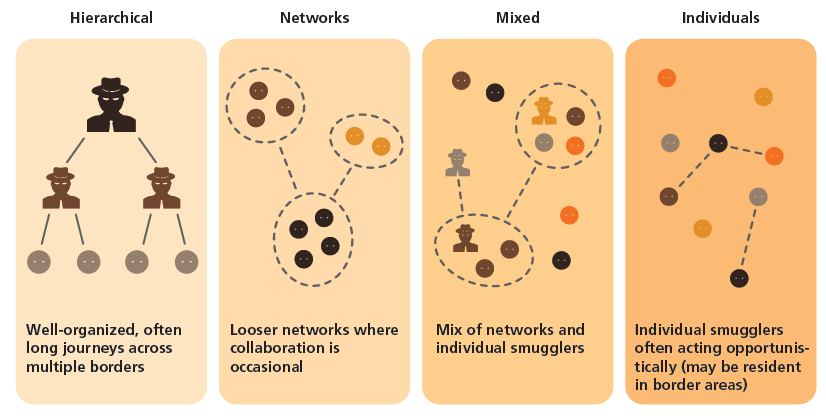 Hierarchical
Well-organized, often
long journeys across
multiple borders
Networks
Looser networks where
collaboration is
occasional
Mixed
Mix of networks and
individual smugglers
Individuals
Individual smugglers
often acting opportunis-
tically (may be resident
in border areas)